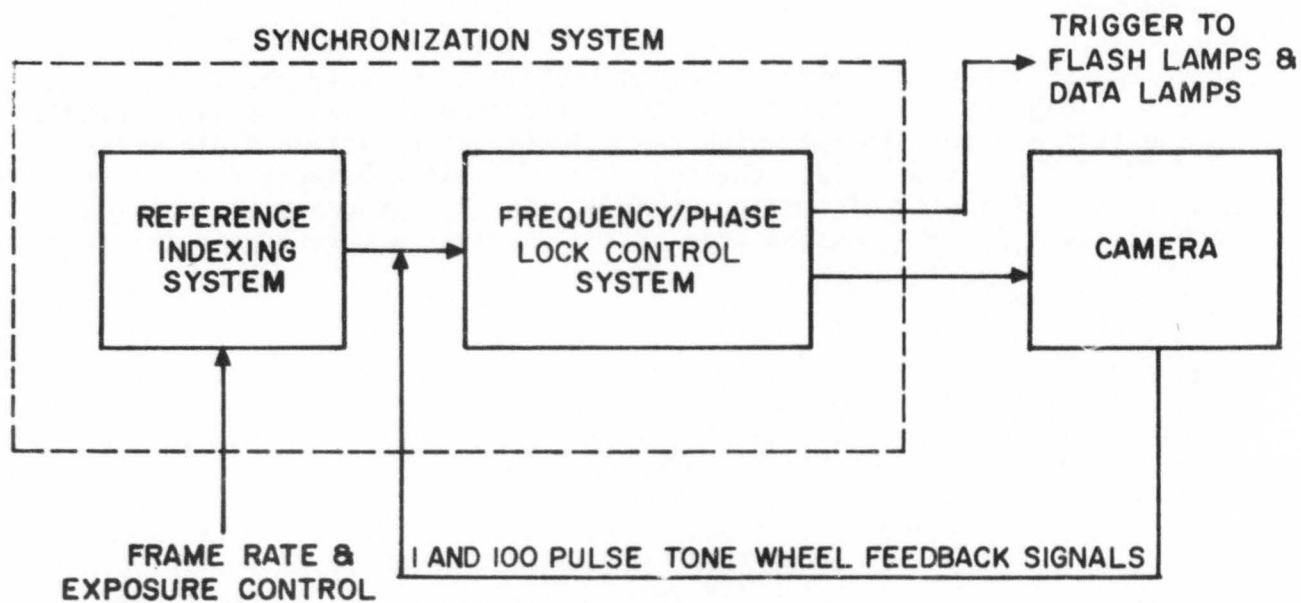 SYNCHRONIZATION SYSTEM
TRIGGER TO
FLASH LAMPS &
DATA LAMPS
REFERENCE
INDEXING
SYSTEM
FREQUENCY/PHASE
LOCK CONTROL
SYSTEM
CAMERA
FRAME RATE &
EXPOSURE CONTROL
1 AND 100 PULSE TONE WHEEL FEEDBACK SIGNALS